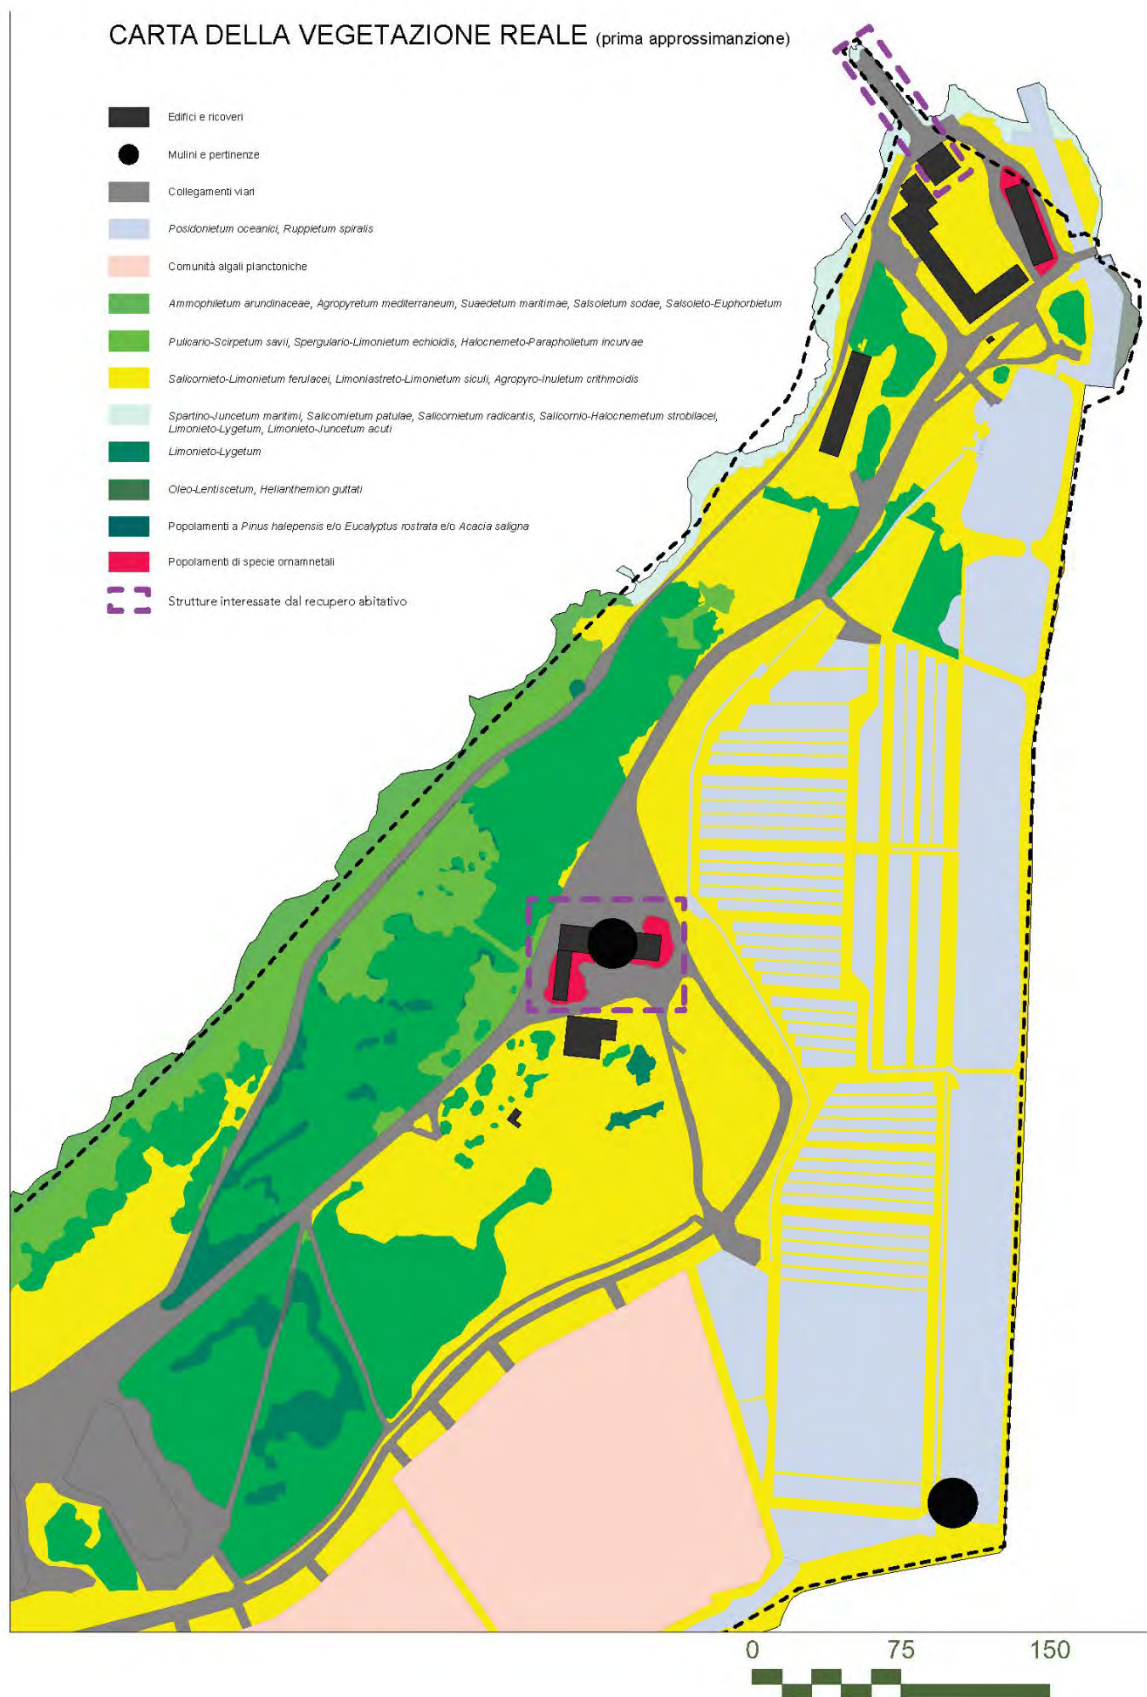 CARTA DELLA VEGETAZIONE REALE (prima approssimanzione)
Edifici e ricoveri
Mulini e pertinenze
Collegamenti viari
Posidonietum oceanici, Ruppietum spiralis
Comunità algali planctoniche
Ammophiletum arundinaceae, Agropyretum mediterraneum, Suaedetum maritimae, Salsoletum sodae, Salsoleto-Euphorbietum
Pulicario-Scirpetum savii, Spergulario-Limonietum echioidis, Halocnemeto-Parapholietum incurvae
Salicornieto-Limonietum ferulacei, Limoniastreto-Limonietum siculi, Agropyro-Inuletum crithmoidis
Spartino-Juncetum maritimi, Salicornietum patulae, Salicornietum radicantis, Salicornio-Halocnemetum strobilacei,
Limonieto-Lygetum, Limonieto-Juncetum acuti
Limonieto-Lygetum
Oleo-Lentiscetum, Helianthemion guttati
Popolamenti a Pinus halepensis e/o Eucalyptus rostrata e/o Acacia saligna
Popolamenti di specie ornamnetali
Strutture interessate dal recupero abitativo
0 75 150